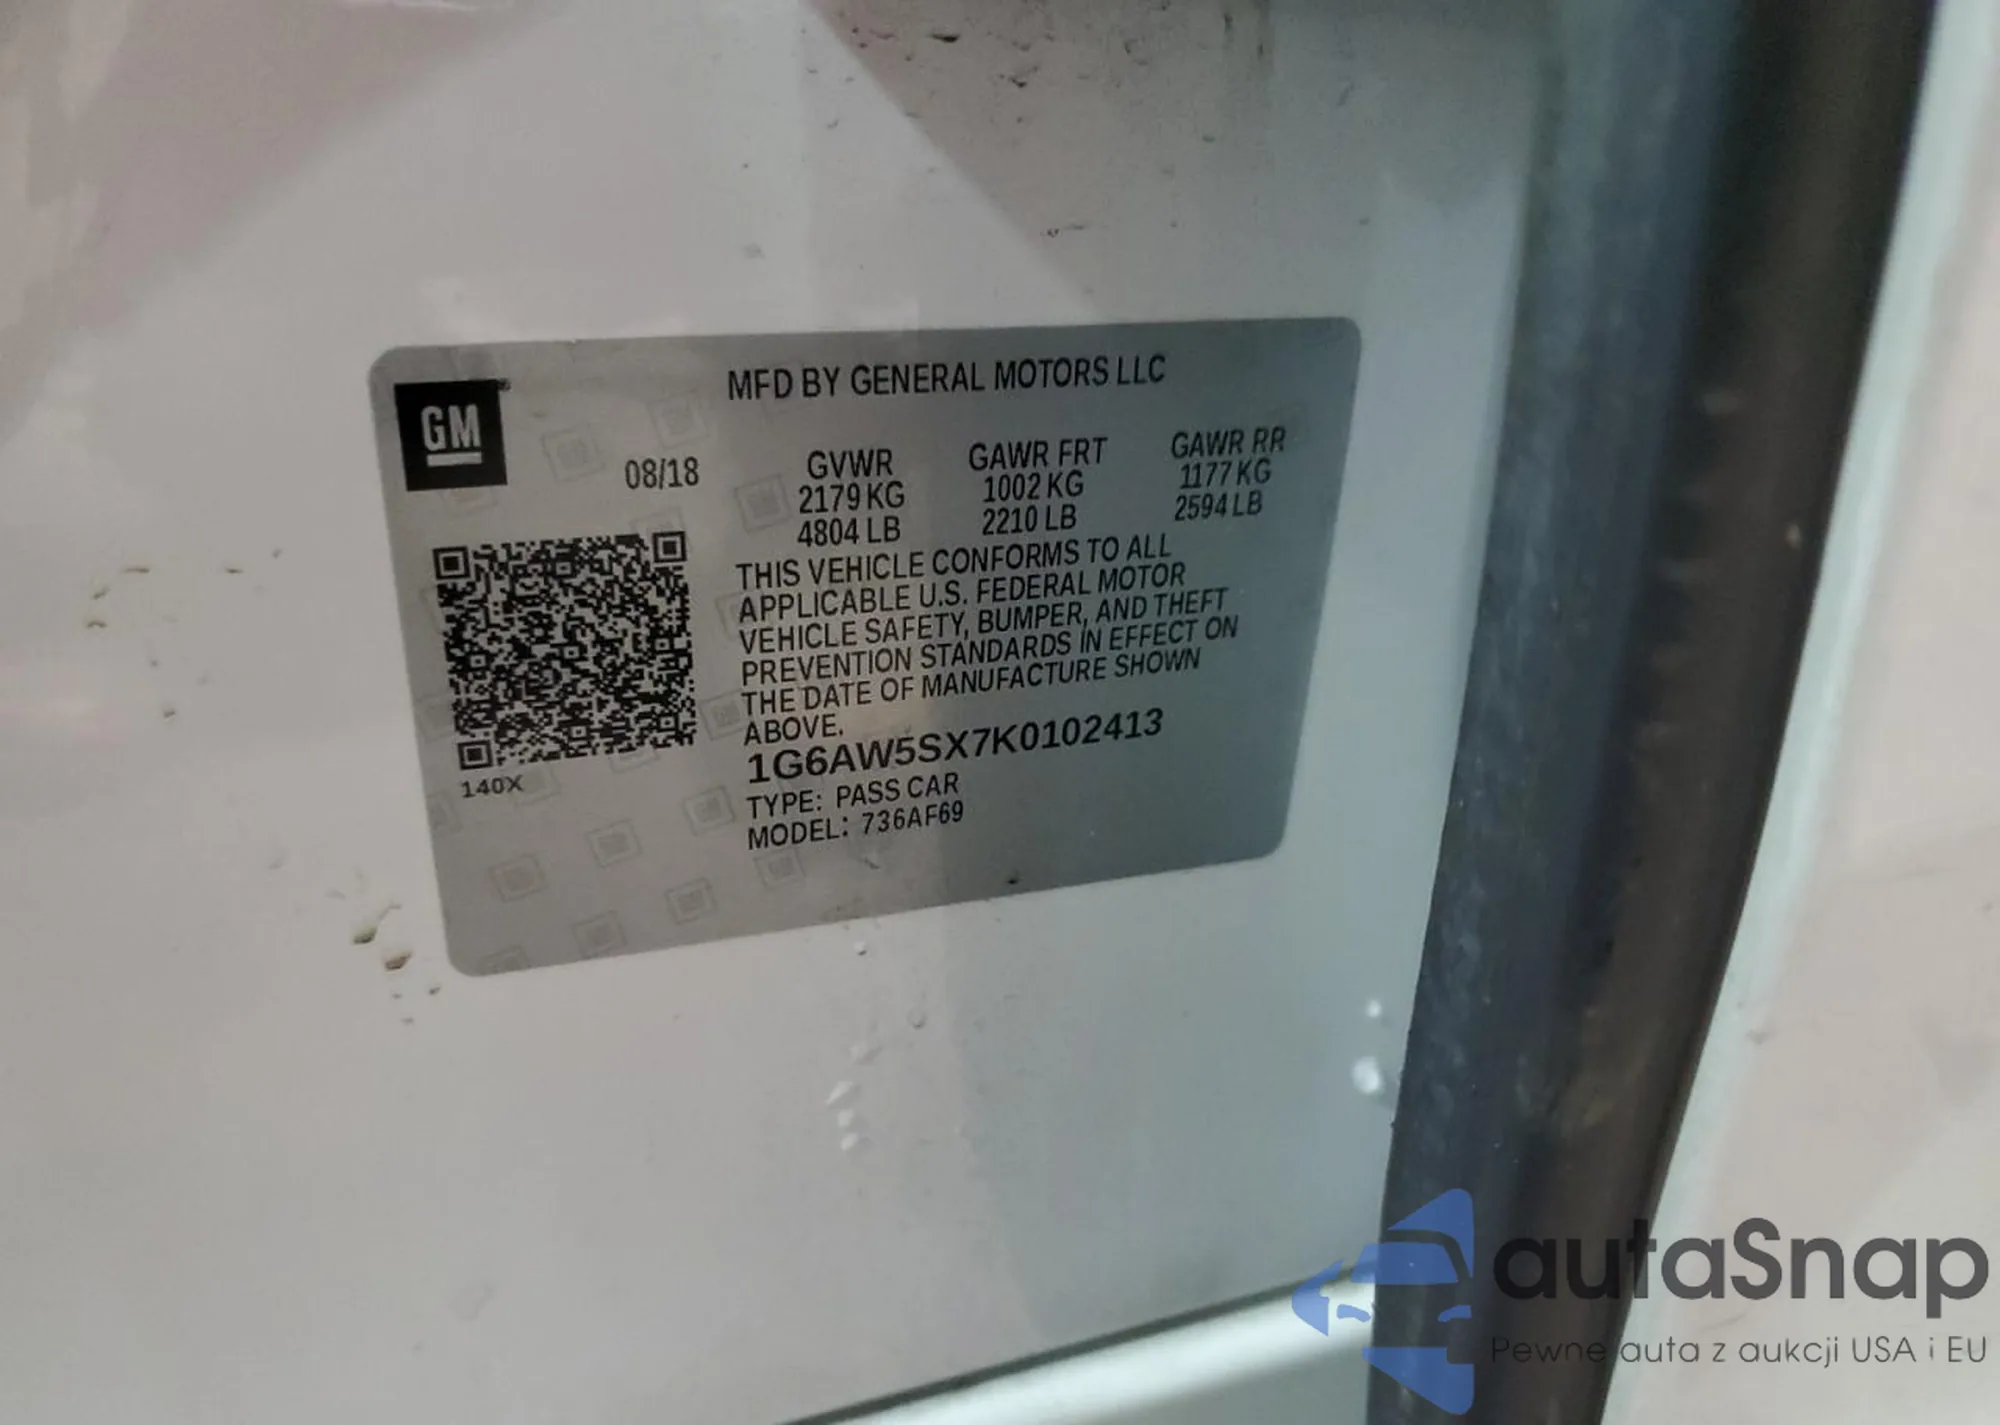 MFD BY GENERAL MOTORS LLC
GM
08/18
GVWR GAWR FRT GAWR RR
2179 KG 1002 KG 1177 KG
4804 LB 2210 LB 2594 LB
THIS VEHICLE CONFORMS TO ALL
APPLICABLE U.S. FEDERAL MOTOR
VEHICLE SAFETY, BUMPER, AND THEFT
PREVENTION STANDARDS IN EFFECT ON
THE DATE OF MANUFACTURE SHOWN
ABOVE.
1G6AW5SX7K0102413
140X
TYPE: PASS CAR
MODEL: 736AF69
autaSnap
Pewne auta z aukcji USA i EU